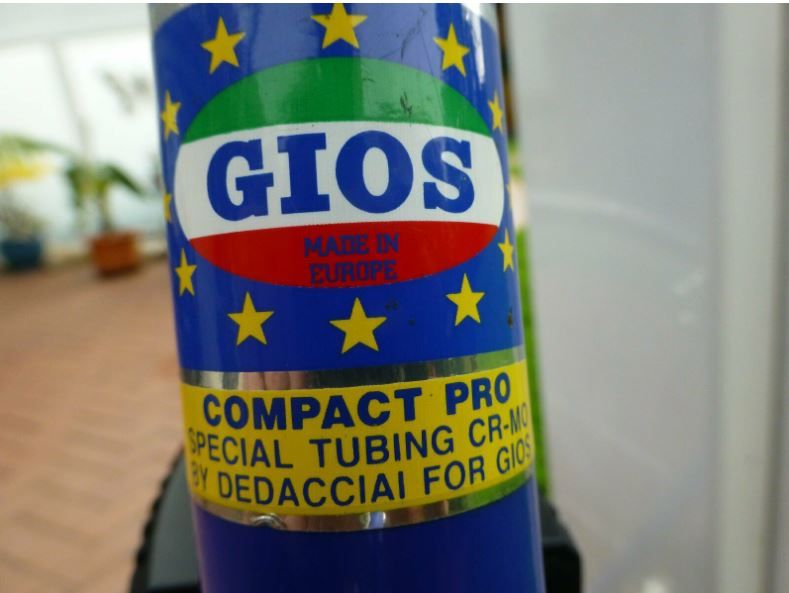 GIOS
MADE IN
EUROPE
COMPACT PRO
SPECIAL TUBING CR-MO
BY DEDACCIAI FOR GIOS